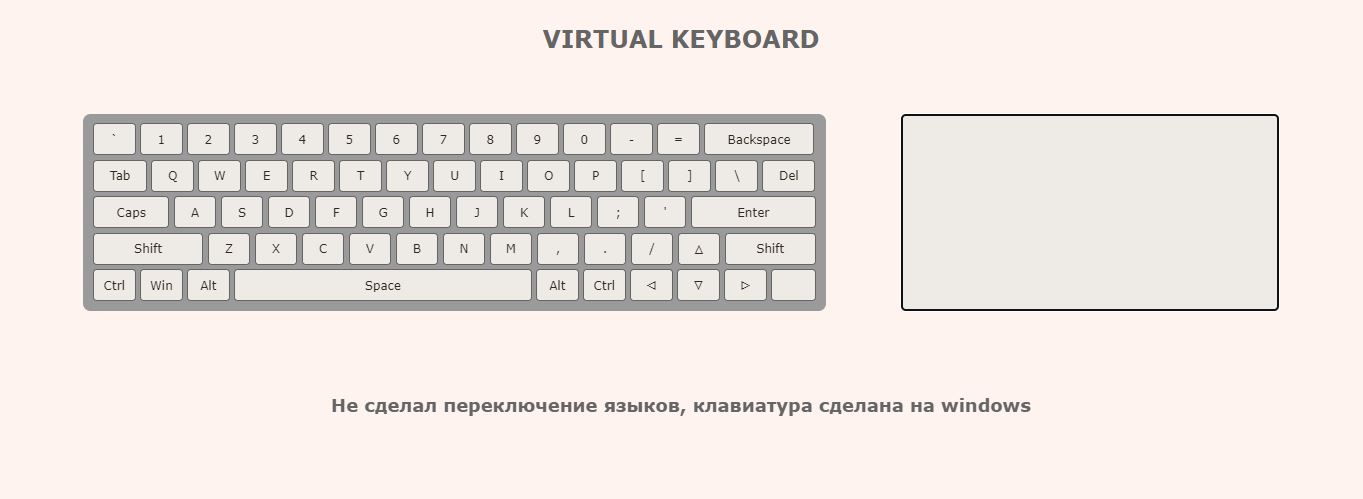 VIRTUAL KEYBOARD
` 1 2 3 4 5 6 7 8 9 0 - = Backspace
Tab Q W E R T Y U I O P [ ] \ Del
Caps A S D F G H J K L ; ' Enter
Shift Z X C V B N M , . / △ Shift
Ctrl Win Alt Space Alt Ctrl ◁ ▽ ▷
Не сделал переключение языков, клавиатура сделана на windows